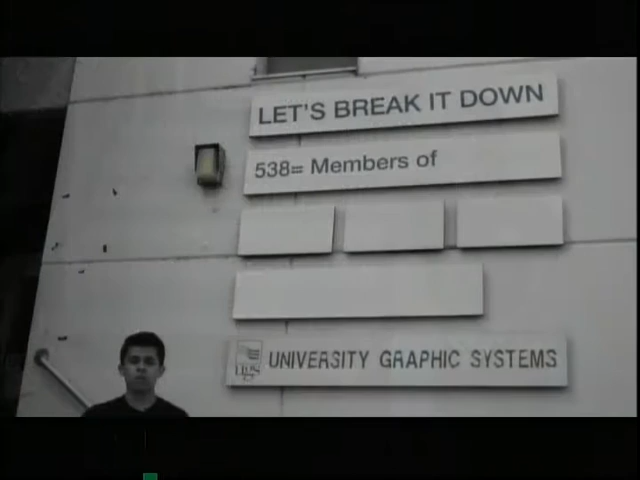 LET'S BREAK IT DOWN
538= Members of
UNIVERSITY GRAPHIC SYSTEMS